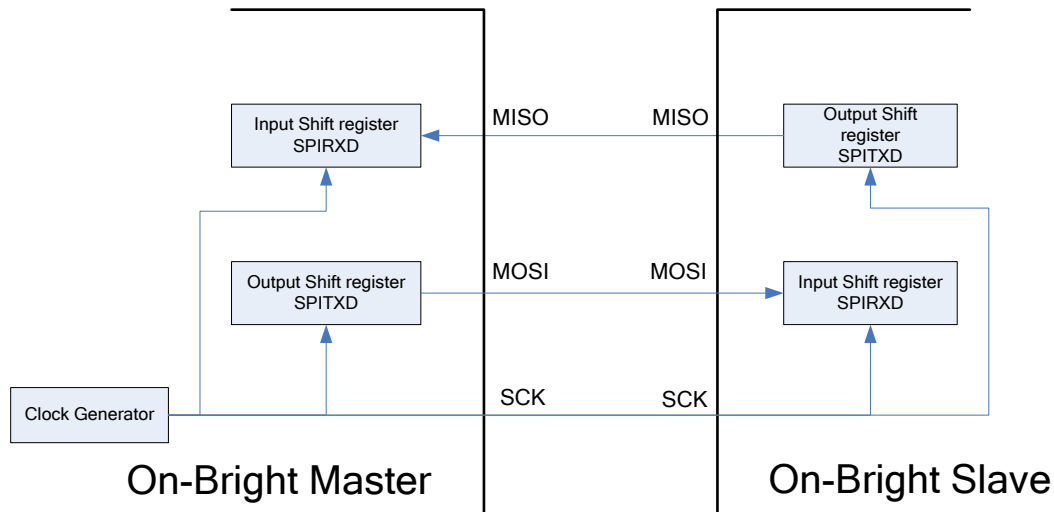 Input Shift register
SPIRXD
MISO
MISO
Output Shift
register
SPITXD
Output Shift register
SPITXD
MOSI
MOSI
Input Shift register
SPIRXD
Clock Generator
SCK
SCK
On-Bright Master
On-Bright Slave